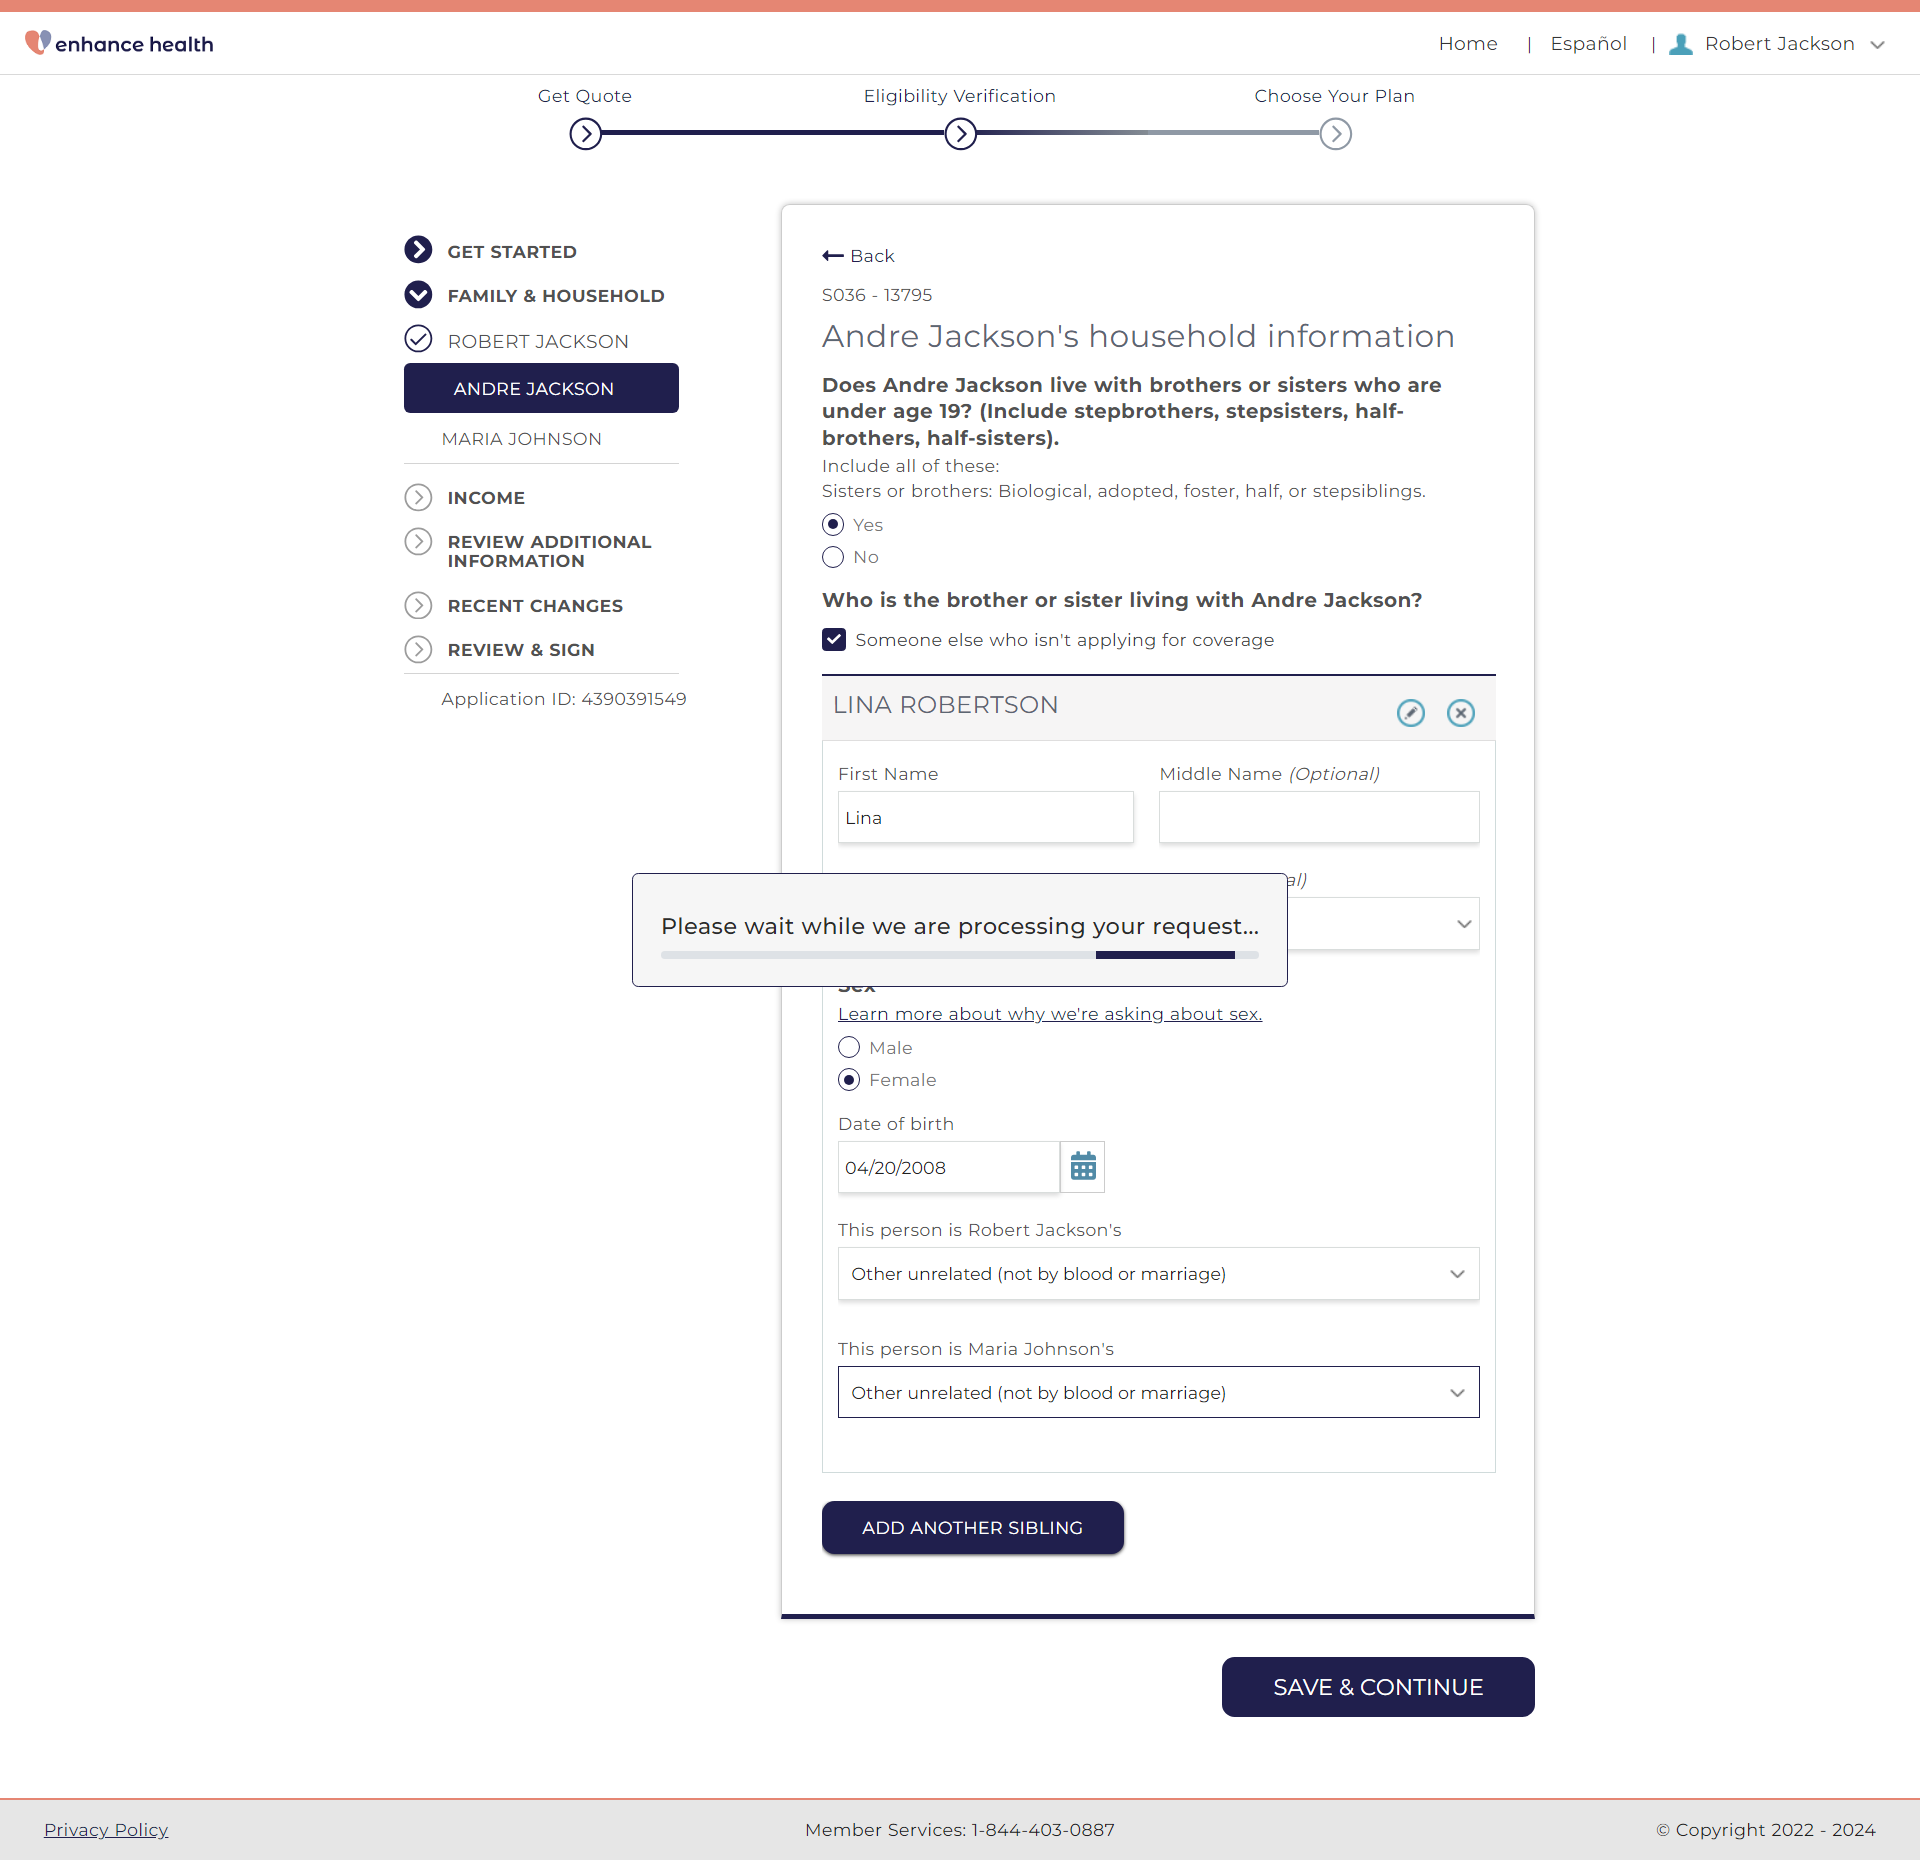 enhance health
Home | Español | Robert Jackson
Get Quote
Eligibility Verification
Choose Your Plan
GET STARTED
FAMILY & HOUSEHOLD
ROBERT JACKSON
ANDRE JACKSON
MARIA JOHNSON
INCOME
REVIEW ADDITIONAL
INFORMATION
RECENT CHANGES
REVIEW & SIGN
Application ID: 4390391549
Back
S036 - 13795
Andre Jackson's household information
Does Andre Jackson live with brothers or sisters who are
under age 19? (Include stepbrothers, stepsisters, half-
brothers, half-sisters).
Include all of these:
Sisters or brothers: Biological, adopted, foster, half, or stepsiblings.
Yes
No
Who is the brother or sister living with Andre Jackson?
Someone else who isn't applying for coverage
LINA ROBERTSON
First Name
Middle Name (Optional)
Lina
Please wait while we are processing your request...
Sex
Learn more about why we're asking about sex.
Male
Female
Date of birth
04/20/2008
This person is Robert Jackson's
Other unrelated (not by blood or marriage)
This person is Maria Johnson's
Other unrelated (not by blood or marriage)
ADD ANOTHER SIBLING
SAVE & CONTINUE
Privacy Policy
Member Services: 1-844-403-0887
© Copyright 2022 - 2024